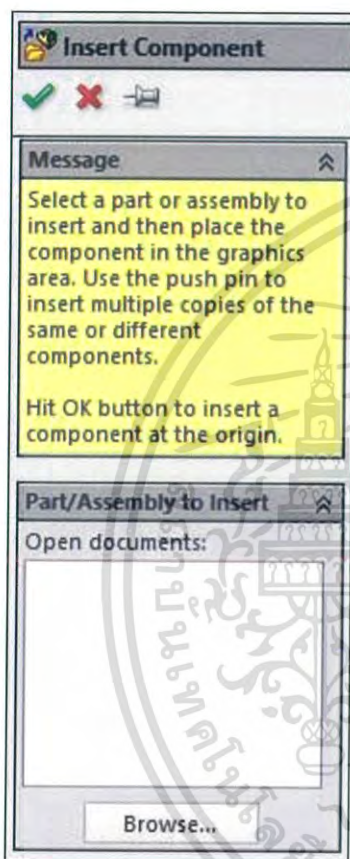 Insert Component
Message
Select a part or assembly to
insert and then place the
component in the graphics
area. Use the push pin to
insert multiple copies of the
same or different
components.
Hit OK button to insert a
component at the origin.
Part/Assembly to Insert
Open documents:
Browse...